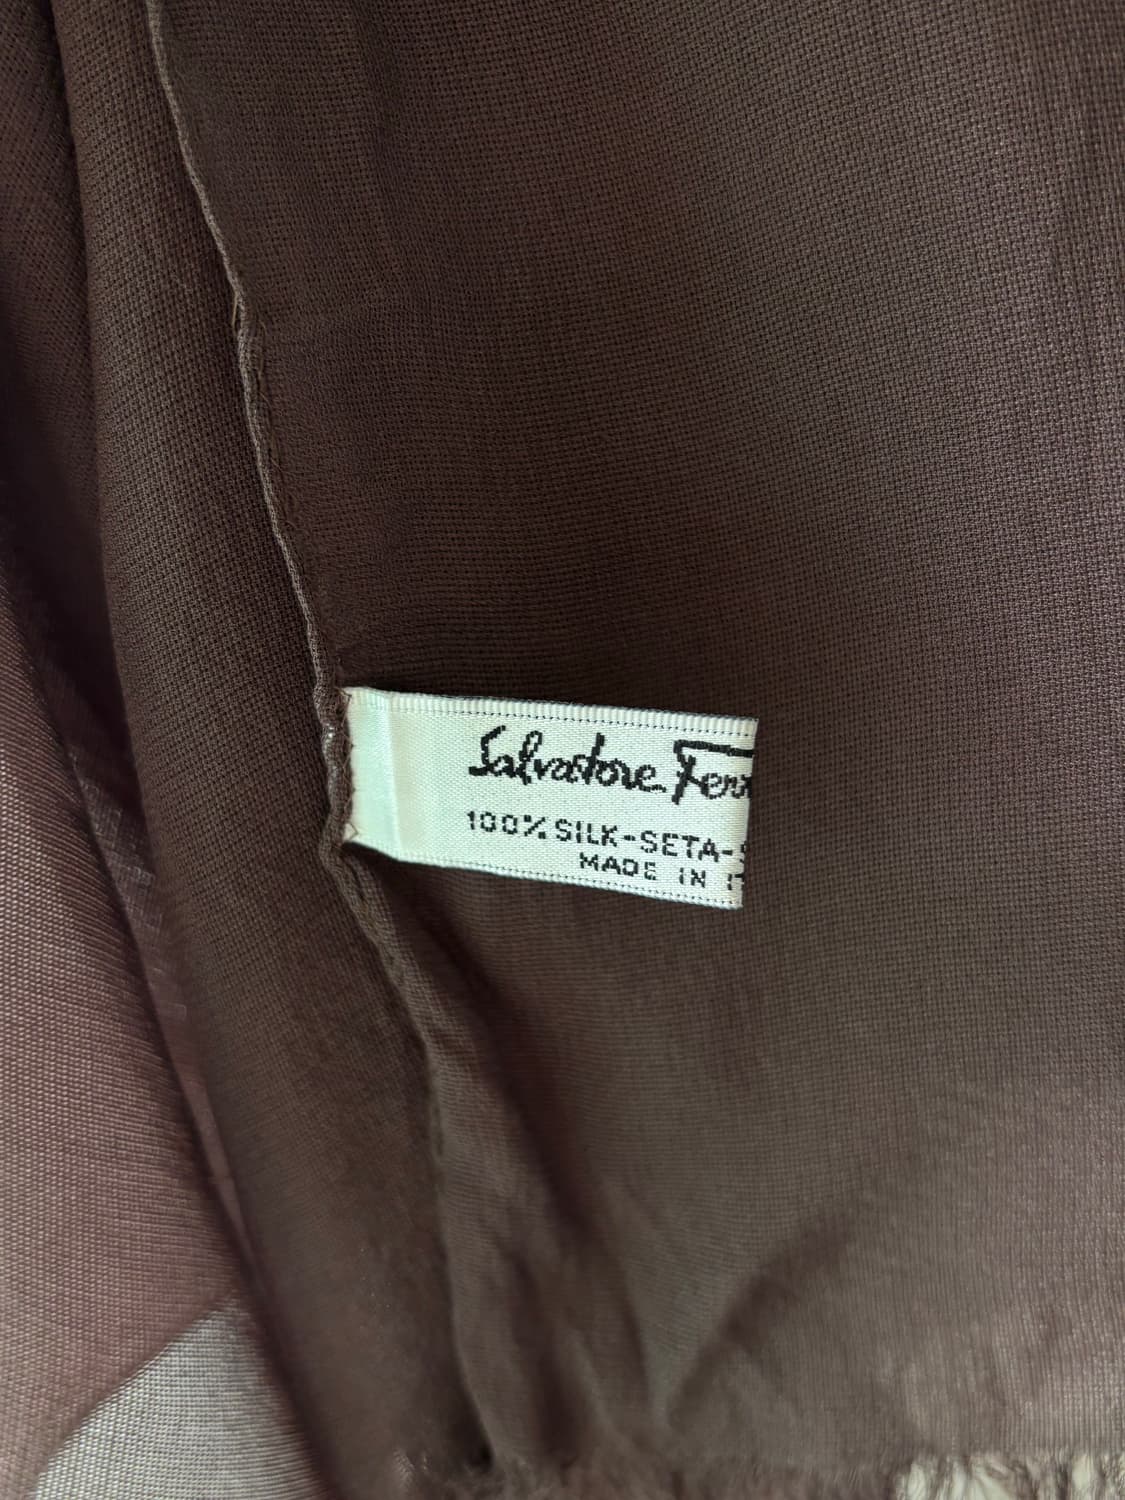 Salvatore Ferr
100% SILK-SETA-S
MADE IN IT